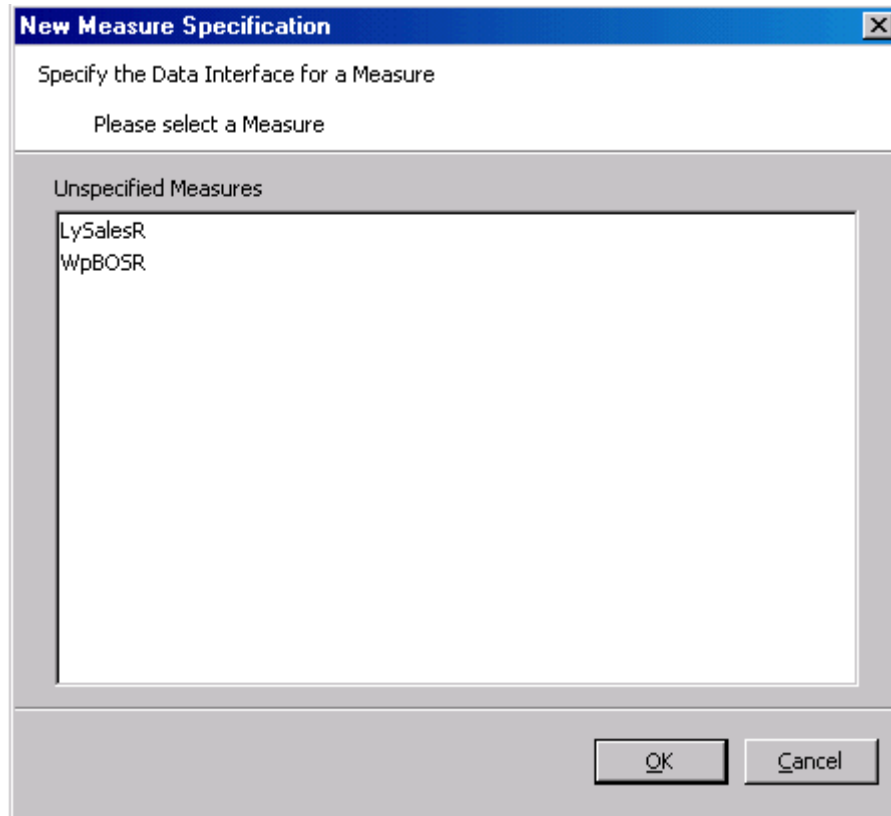 New Measure Specification
Specify the Data Interface for a Measure
Please select a Measure
Unspecified Measures
LySalesR
WpBOSR
OK Cancel